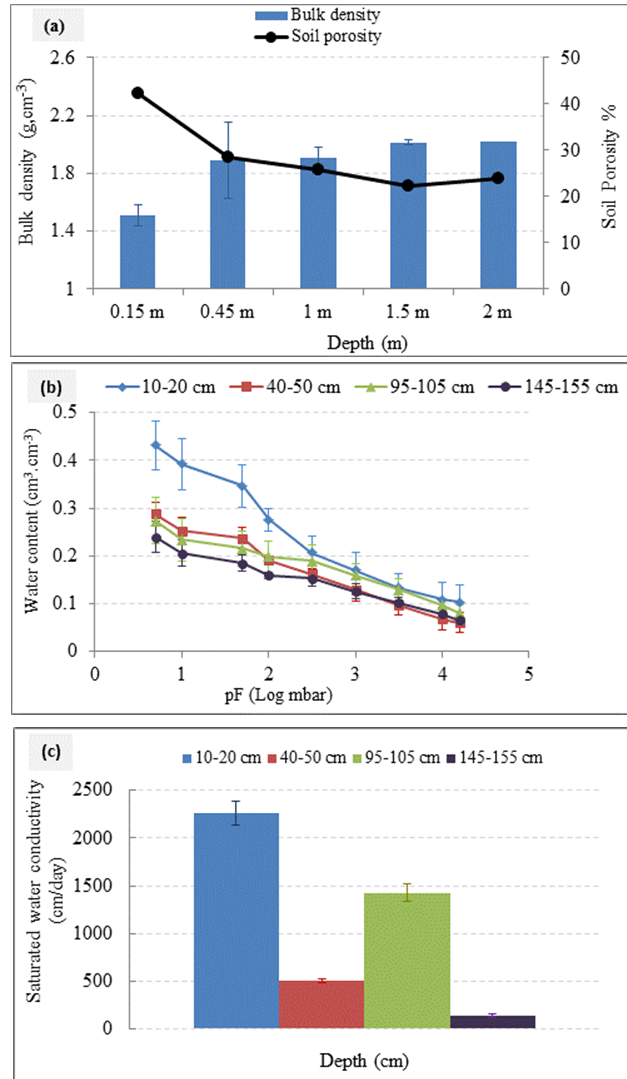 (a)
Bulk density
Soil porosity
Bulk density (g,cm-3)
2.6
2.2
1.8
1.4
1
50
40
30
20
10
0
Soil Porosity %
0.15 m 0.45 m 1 m 1.5 m 2 m
Depth (m)
(b)
10-20 cm 40-50 cm 95-105 cm 145-155 cm
Water content (cm³.cm-³)
0.5
0.4
0.3
0.2
0.1
0
0 1 2 3 4 5
pF (Log mbar)
(c)
10-20 cm 40-50 cm 95-105 cm 145-155 cm
Saturated water conductivity
(cm/day)
2500
2000
1500
1000
500
0
Depth (cm)